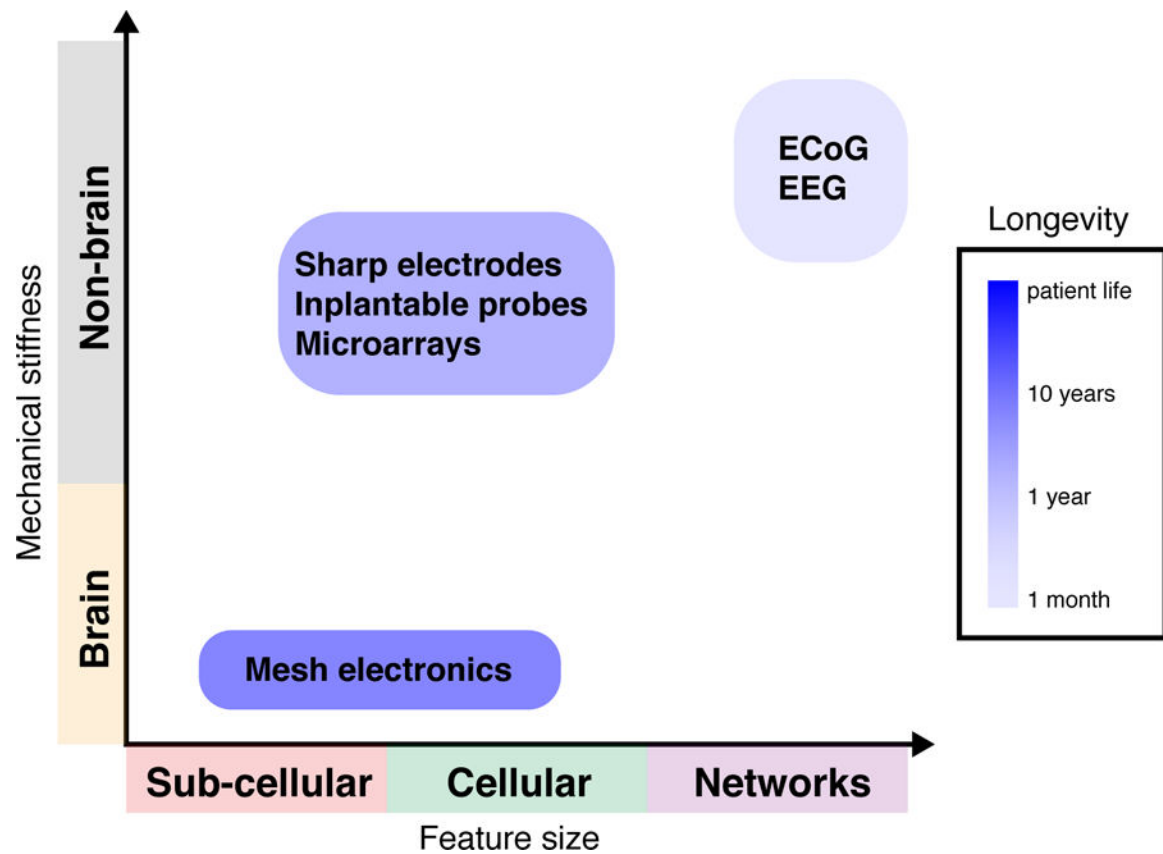 Mechanical stiffness
Non-brain
Brain
ECoG
EEG
Sharp electrodes
Inplantable probes
Microarrays
Mesh electronics
Sub-cellular
Cellular
Networks
Feature size
Longevity
patient life
10 years
1 year
1 month